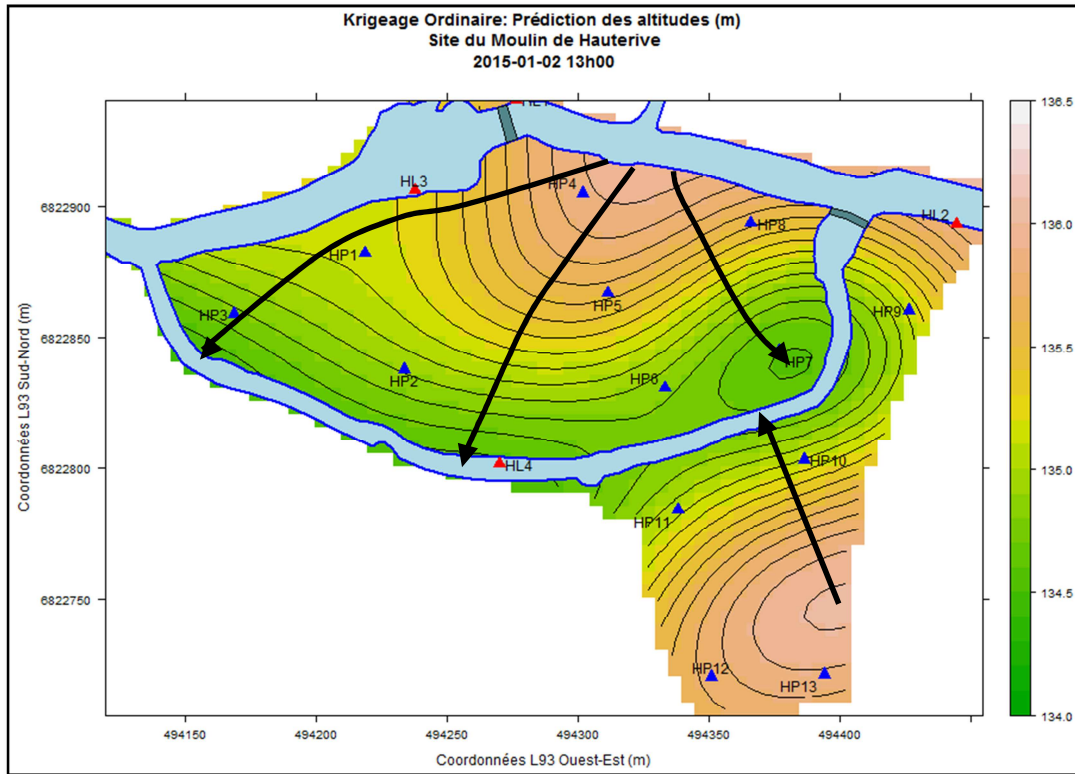 Krigeage Ordinaire: Prédiction des altitudes (m)
Site du Moulin de Hauterive
2015-01-02 13h00
136.5
136.0
135.5
135.0
134.5
134.0
6822900
6822850
6822800
6822750
Coordonnées L93 Sud-Nord (m)
HL3
HP4
HP8
HL2
HP1
HP5
HP3
HP9
HP7
HP2
HP6
HL4
HP10
HP11
HP12
HP13
494150
494200
494250
494300
494350
494400
Coordonnées L93 Ouest-Est (m)